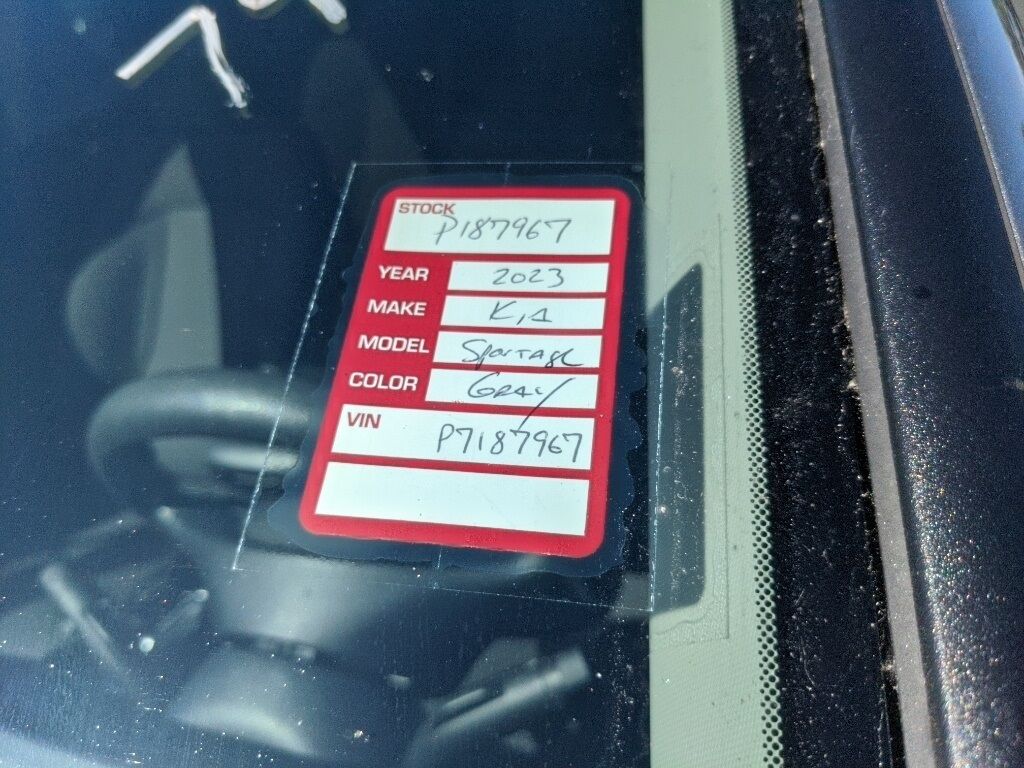 STOCK
P187967
YEAR 2023
MAKE Kia
MODEL Sportage
COLOR Gray
VIN
P7187967